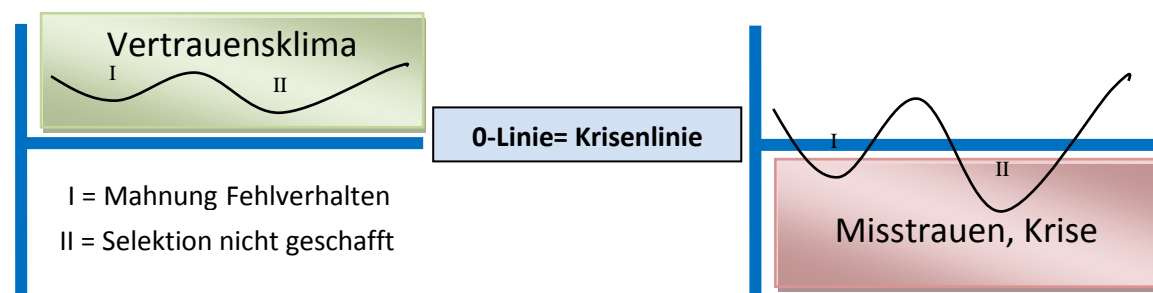 Vertrauensklima
I
II
I = Mahnung Fehlverhalten
II = Selektion nicht geschafft
0-Linie= Krisenlinie
I
II
Misstrauen, Krise